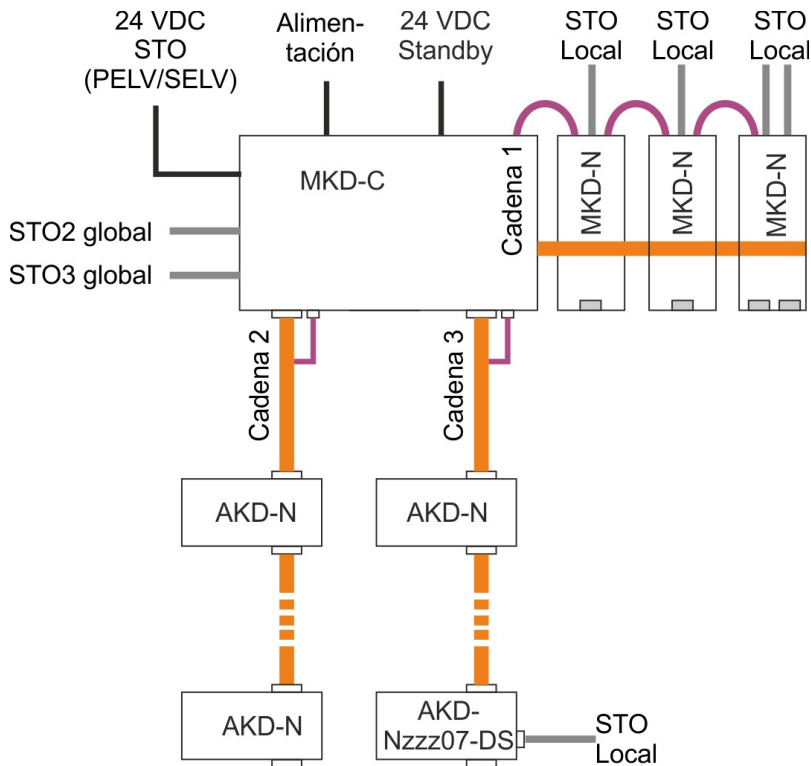 24 VDC
STO
(PELV/SELV)
Alimen-
tación
24 VDC
Standby
STO
Local
STO
Local
STO
Local
MKD-C
Cadena 1
MKD-N
MKD-N
MKD-N
STO2 global
STO3 global
Cadena 2
Cadena 3
AKD-N
AKD-N
AKD-N
AKD-
Nzzz07-DS
STO
Local